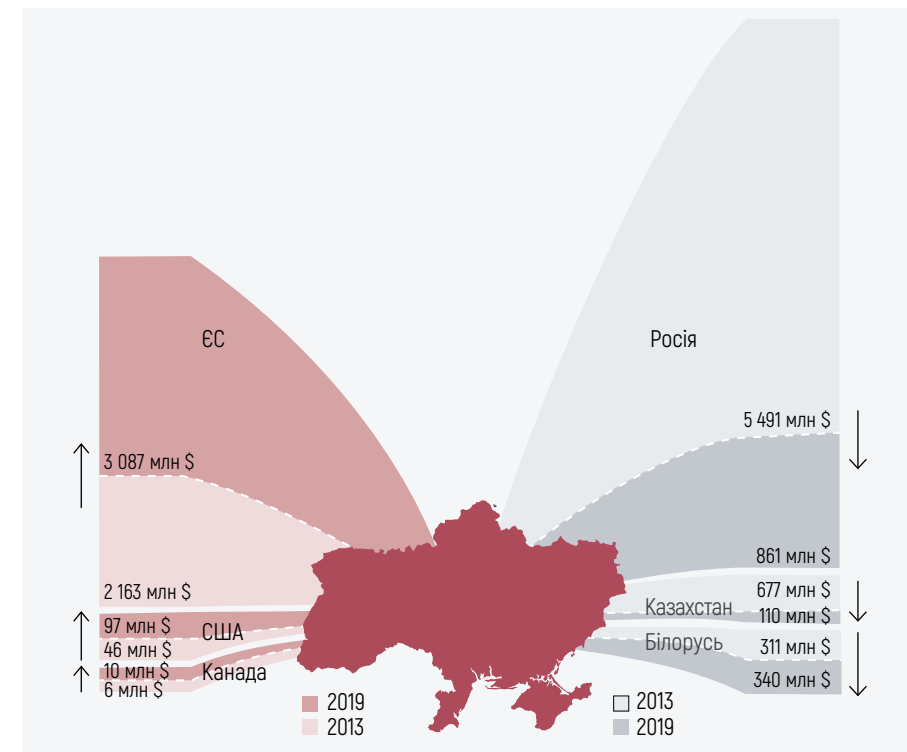 ЄС
3 087 млн $
2 163 млн $
97 млн $
США
46 млн $
10 млн $
Канада
6 млн $
2019
2013
Росія
5 491 млн $
861 млн $
677 млн $
Казахстан
110 млн $
Білорусь
311 млн $
340 млн $
2013
2019